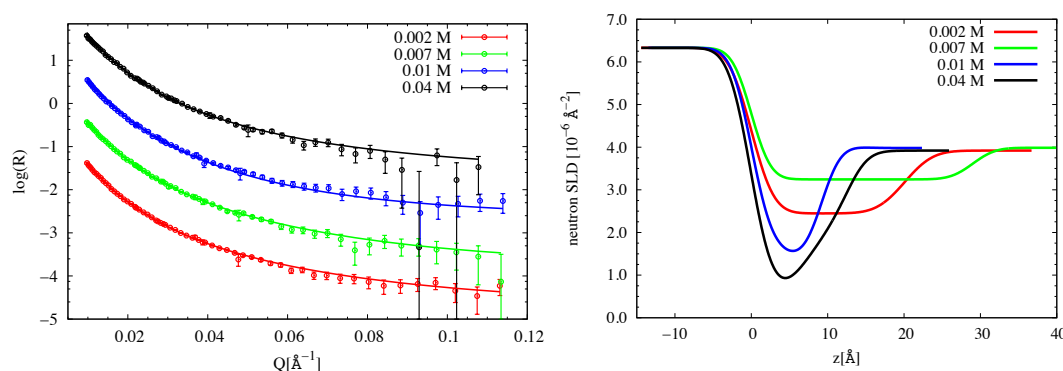 0.002 M
0.007 M
0.01 M
0.04 M
1
0
−1
−2
−3
−4
−5
log(R)
0.02
0.04
0.06
0.08
0.1
0.12
Q[Å⁻¹]
0.002 M
0.007 M
0.01 M
0.04 M
7.0
6.0
5.0
4.0
3.0
2.0
1.0
0.0
neutron SLD [10⁻⁶ Å⁻²]
−10
0
10
20
30
40
z[Å]